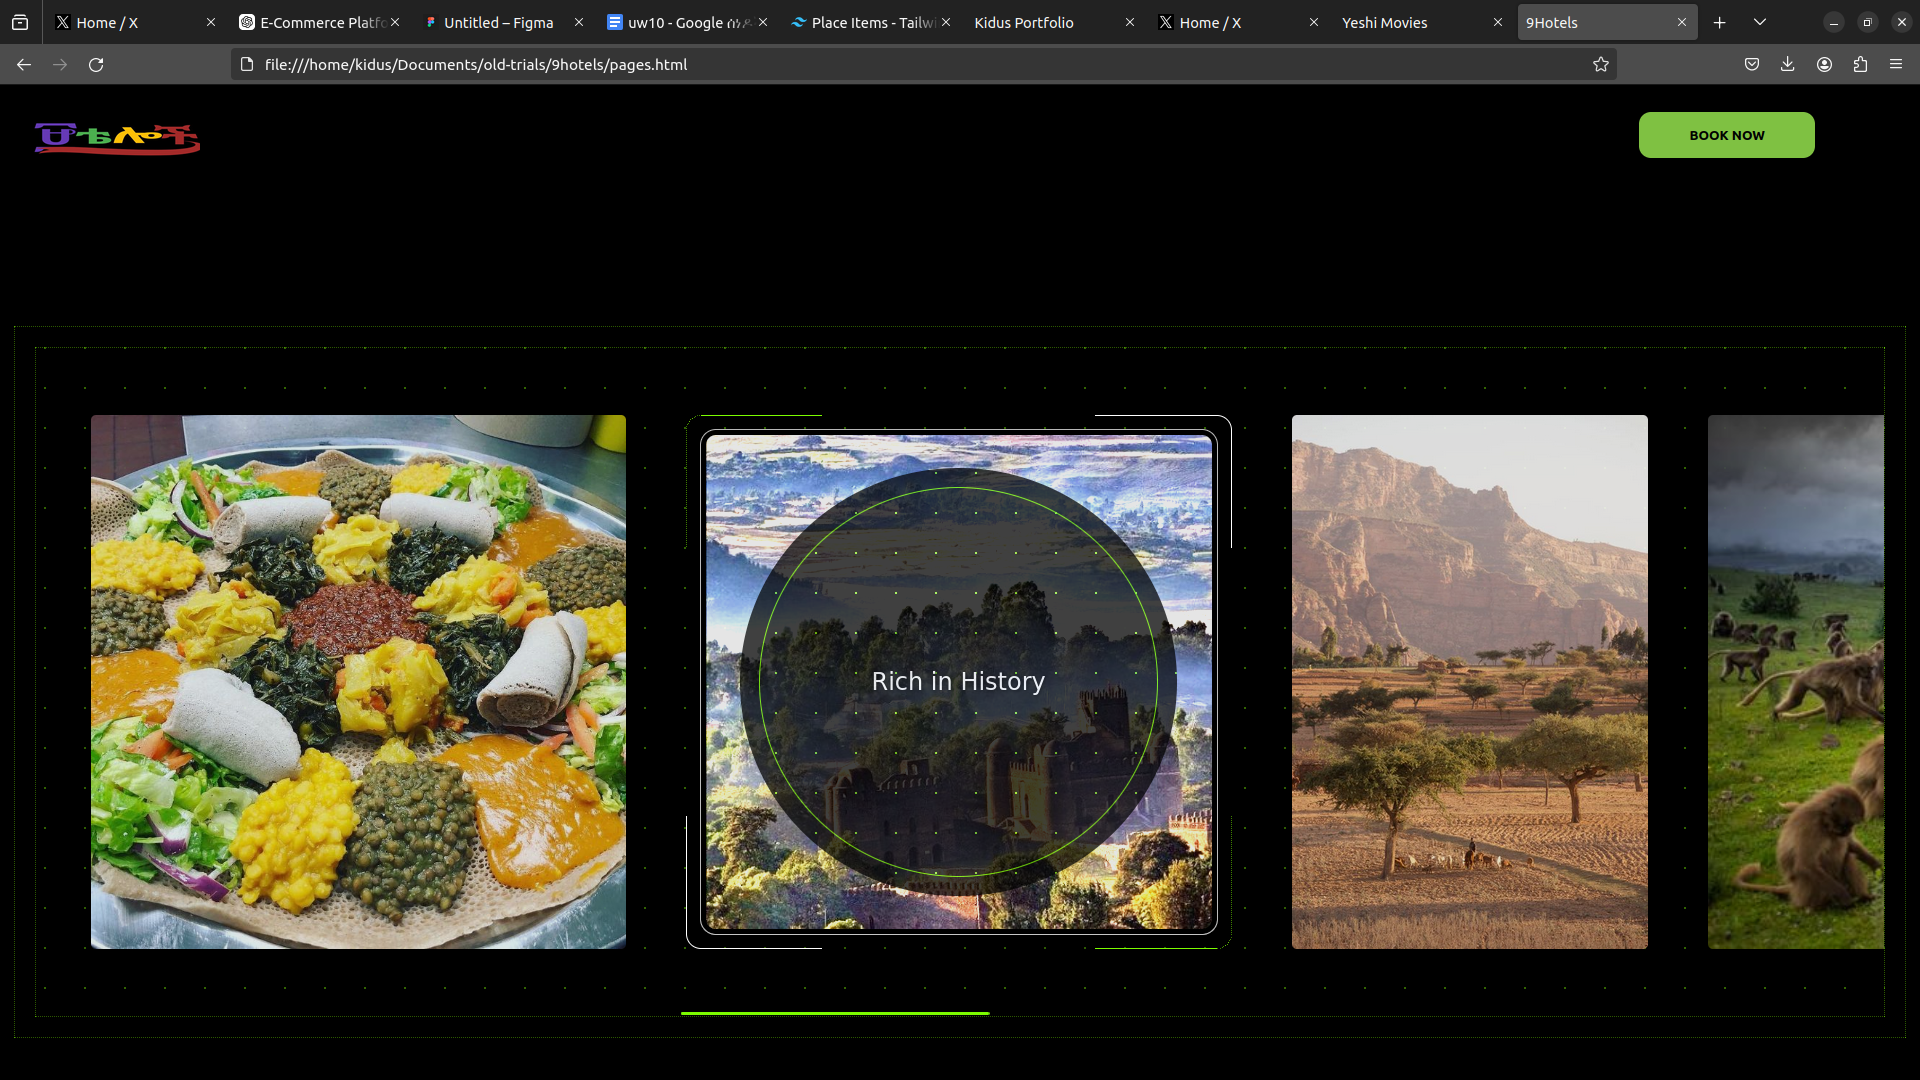 Home / X
E-Commerce Platfo
Untitled – Figma
uw10 - Google
Place Items - Tailwi
Kidus Portfolio
Home / X
Yeshi Movies
9Hotels
file:///home/kidus/Documents/old-trials/9hotels/pages.html
BOOK NOW
Rich in History